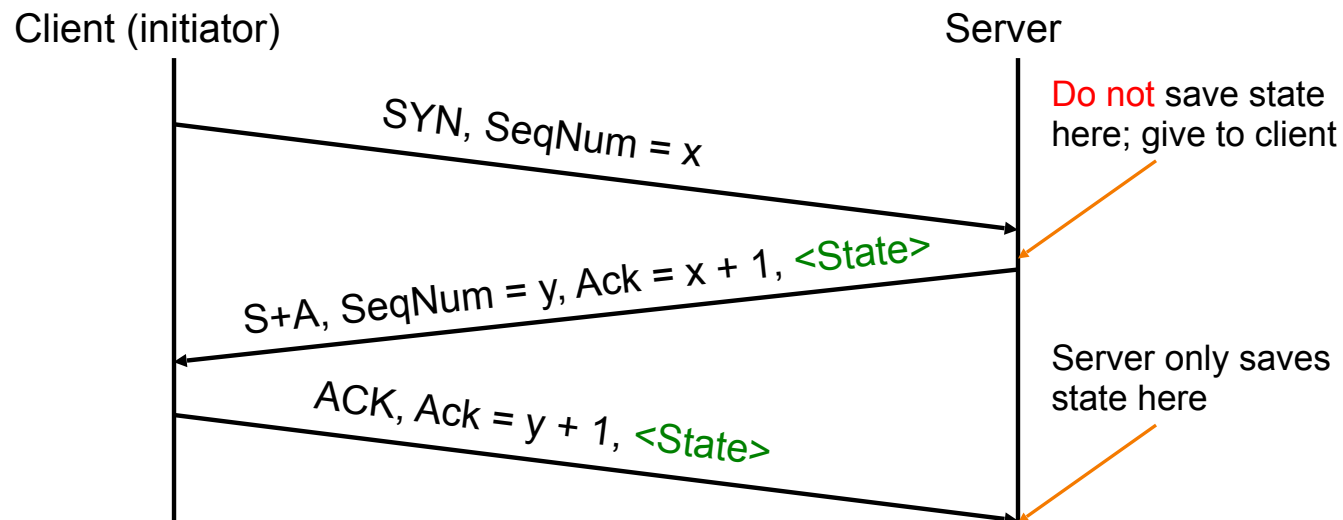 Client (initiator)
Server
Do not save state
here; give to client
SYN, SeqNum = x
S+A, SeqNum = y, Ack = x + 1, <State>
Server only saves
state here
ACK, Ack = y + 1, <State>